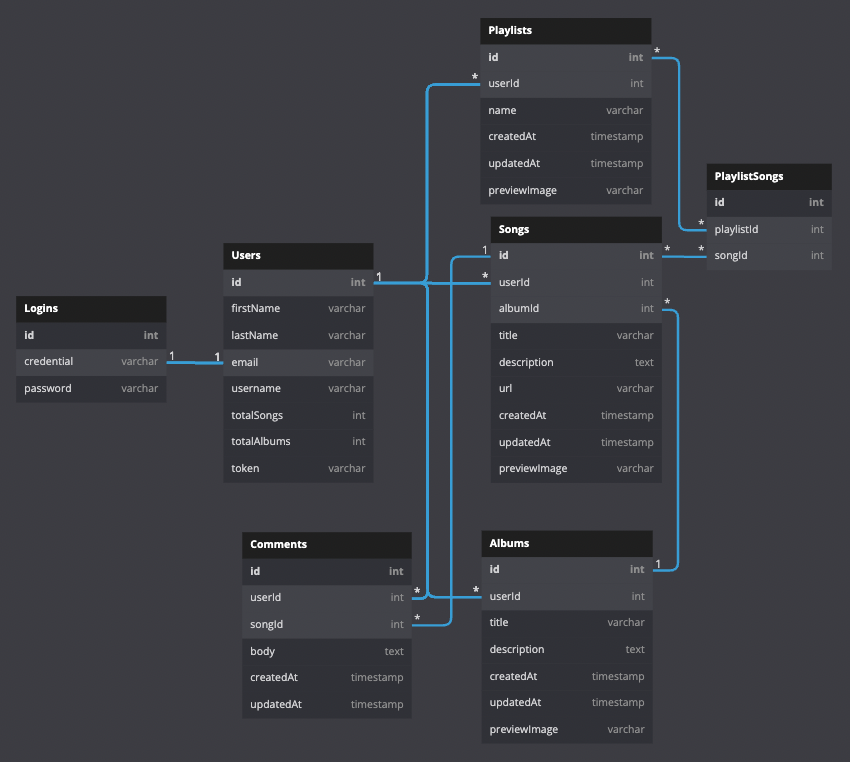 Playlists
id int
userId int
name varchar
createdAt timestamp
updatedAt timestamp
previewImage varchar
* *
PlaylistSongs
id int
playlistId int
songId int
* *
Songs
id int
userId int
albumId int
title varchar
description text
url varchar
createdAt timestamp
updatedAt timestamp
previewImage varchar
1 * * *
Users
id int
firstName varchar
lastName varchar
email varchar
username varchar
totalSongs int
totalAlbums int
token varchar
1 1
Logins
id int
credential varchar
password varchar
1
Comments
id int
userId int
songId int
body text
createdAt timestamp
updatedAt timestamp
* *
Albums
id int
userId int
title varchar
description text
createdAt timestamp
updatedAt timestamp
previewImage varchar
* 1